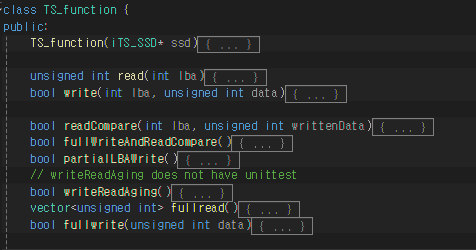 class TS_function {
public:
TS_function(iTS_SSD* ssd){ ... }
unsigned int read(int lba){ ... }
bool write(int lba, unsigned int data){ ... }
bool readCompare(int lba, unsigned int writtenData){ ... }
bool fullWriteAndReadCompare(){ ... }
bool partialLBAWrite(){ ... }
// writeReadAging does not have unittest
bool writeReadAging(){ ... }
vector<unsigned int> fullread(){ ... }
bool fullwrite(unsigned int data){ ... }